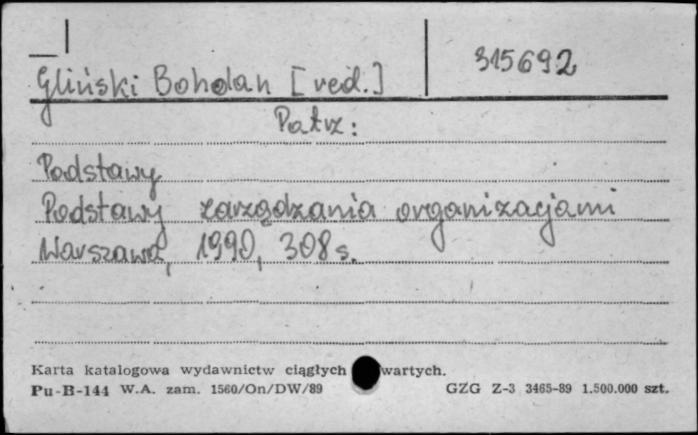 315692
Gliński Bohdan [red.]
Patrz:
Podstawy
Podstawy zarządzania organizacjami
Warszawa, 1990, 308 s.
Karta katalogowa wydawnictw ciągłych wartych.
Pu-B-144 W.A. zam. 1560/On/DW/89 GZG Z-3 3465-89 1.500.000 szt.